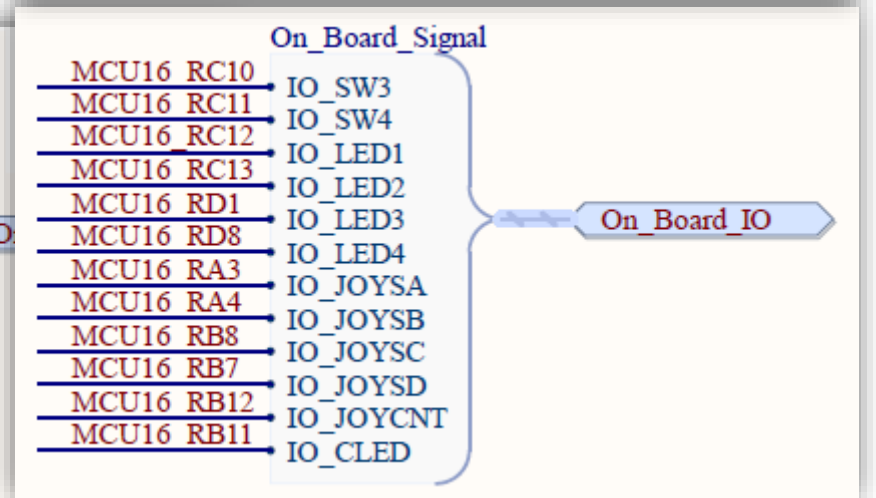 On_Board_Signal
MCU16_RC10 IO_SW3
MCU16_RC11 IO_SW4
MCU16_RC12 IO_LED1
MCU16_RC13 IO_LED2
MCU16_RD1 IO_LED3
MCU16_RD8 IO_LED4
MCU16_RA3 IO_JOYSA
MCU16_RA4 IO_JOYSB
MCU16_RB8 IO_JOYSC
MCU16_RB7 IO_JOYSD
MCU16_RB12 IO_JOYCNT
MCU16_RB11 IO_CLED
On_Board_IO